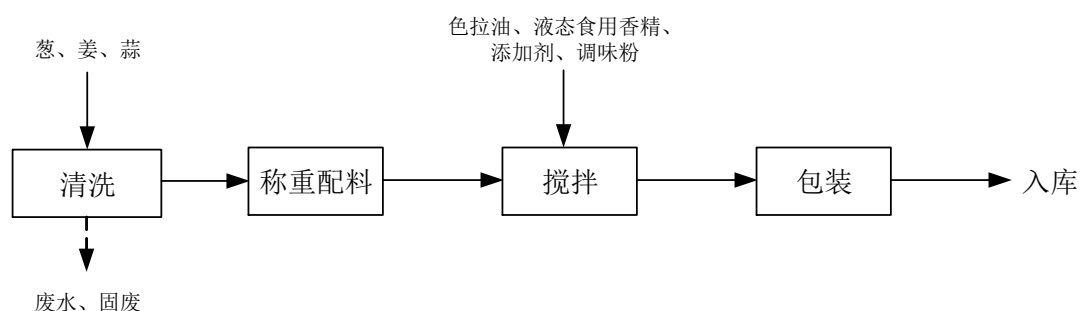 色拉油、液态食用香精、
添加剂、调味粉
葱、姜、蒜
清洗
称重配料
搅拌
包装
入库
废水、固废